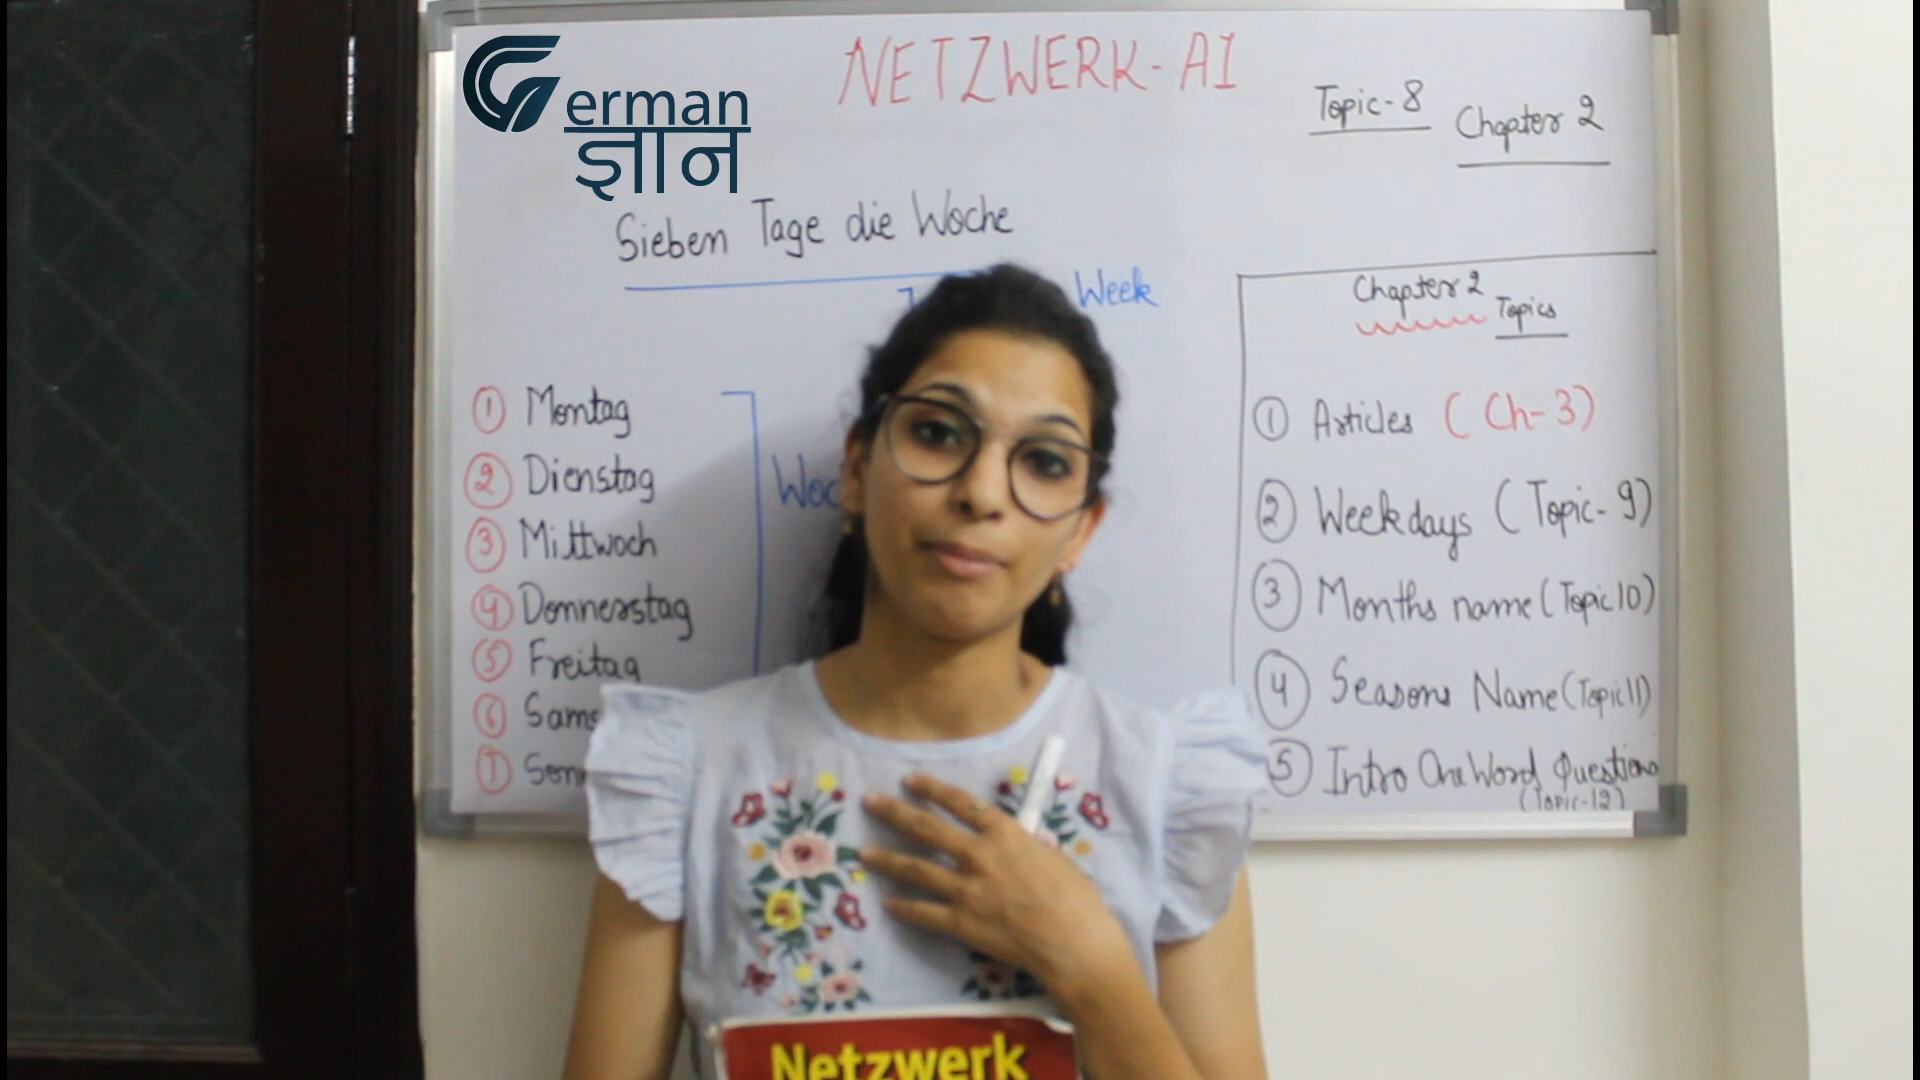 German
ज्ञान
NETZWERK-A1
Topic-8
Chapter 2
Sieben Tage die Woche
Week
① Montag
② Dienstag
③ Mittwoch
④ Donnerstag
⑤ Freitag
⑥
⑦
Chapter 2
Topics
① Articles (Ch-3)
② Weekdays (Topic-9)
③ Months name (Topic 10)
④ Seasons Name (Topic 11)
⑤ Intro One Word Questions
(Topic-12)
Netzwerk